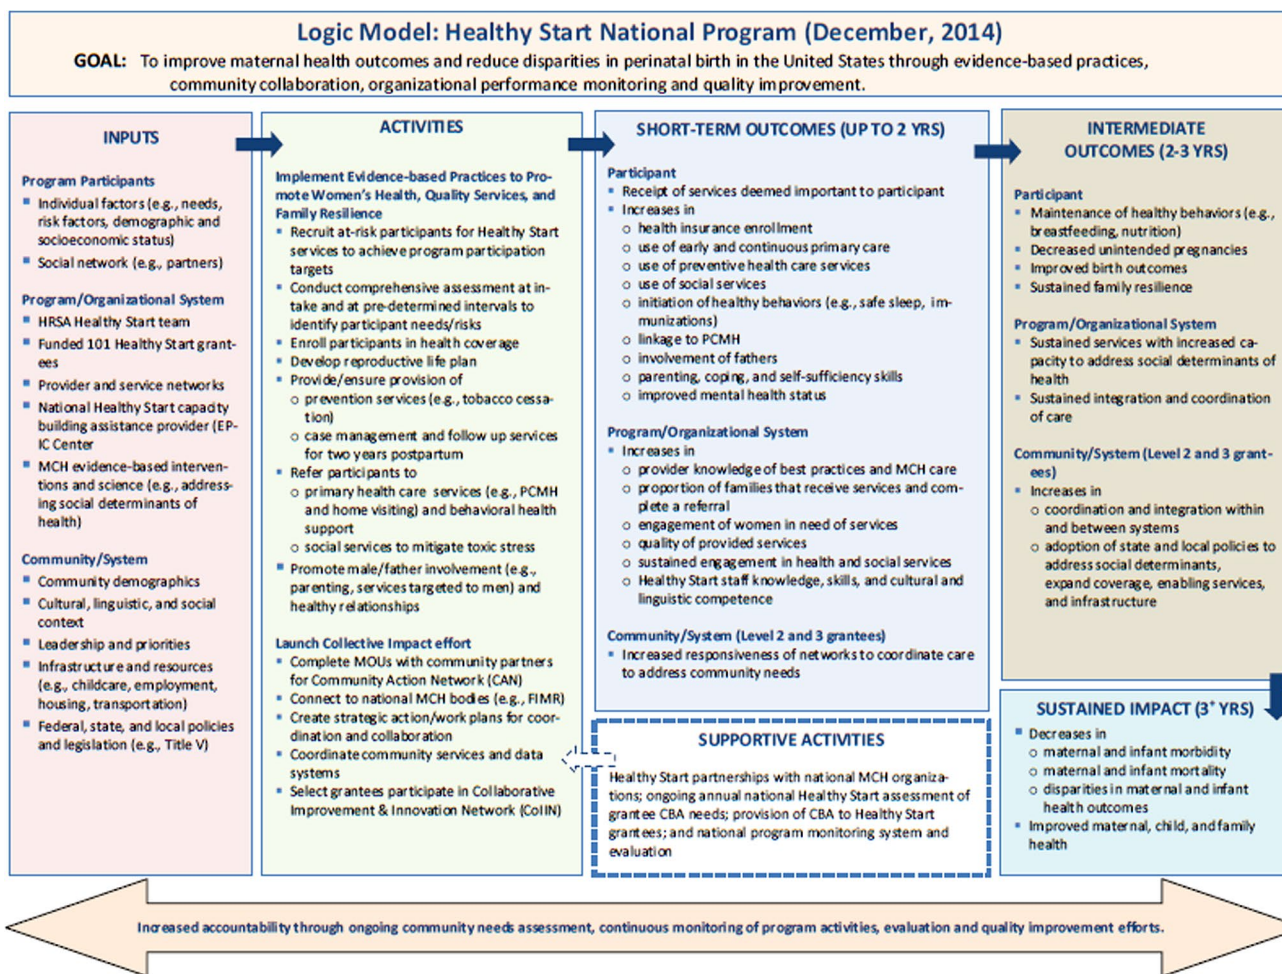 Logic Model: Healthy Start National Program (December, 2014)
GOAL: To improve maternal health outcomes and reduce disparities in perinatal birth in the United States through evidence-based practices,
community collaboration, organizational performance monitoring and quality improvement.
INPUTS
Program Participants
Individual factors (e.g., needs,
risk factors, demographic and
socioeconomic status)
Social network (e.g., partners)
Program/Organizational System
HRSA Healthy Start team
Funded 101 Healthy Start grant-
ees
Provider and service networks
National Healthy Start capacity
building assistance provider (EP-
IC Center
MCH evidence-based interven-
tions and science (e.g., address-
ing social determinants of
health)
Community/System
Community demographics
Cultural, linguistic, and social
context
Leadership and priorities
Infrastructure and resources
(e.g., childcare, employment,
housing, transportation)
Federal, state, and local policies
and legislation (e.g., Title V)
ACTIVITIES
Implement Evidence-based Practices to Pro-
mote Women's Health, Quality Services, and
Family Resilience
Recruit at-risk participants for Healthy Start
services to achieve program participation
targets
Conduct comprehensive assessment at in-
take and at pre-determined intervals to
identify participant needs/risks
Enroll participants in health coverage
Develop reproductive life plan
Provide/ensure provision of
o prevention services (e.g., tobacco cessa-
tion)
o case management and follow up services
for two years postpartum
Refer participants to
o primary health care services (e.g., PCMH
and home visiting) and behavioral health
support
o social services to mitigate toxic stress
Promote male/father involvement (e.g.,
parenting, services targeted to men) and
healthy relationships
Launch Collective Impact effort
Complete MOUs with community partners
for Community Action Network (CAN)
Connect to national MCH bodies (e.g., FIMR)
Create strategic action/work plans for coor-
dination and collaboration
Coordinate community services and data
systems
Select grantees participate in Collaborative
Improvement & Innovation Network (CoIIN)
SHORT-TERM OUTCOMES (UP TO 2 YRS)
Participant
Receipt of services deemed important to participant
Increases in
o health insurance enrollment
o use of early and continuous primary care
o use of preventive health care services
o use of social services
o initiation of healthy behaviors (e.g., safe sleep, im-
munizations)
o linkage to PCMH
o involvement of fathers
o parenting, coping, and self-sufficiency skills
o improved mental health status
Program/Organizational System
Increases in
o provider knowledge of best practices and MCH care
o proportion of families that receive services and com-
plete a referral
o engagement of women in need of services
o quality of provided services
o sustained engagement in health and social services
o Healthy Start staff knowledge, skills, and cultural and
linguistic competence
Community/System (Level 2 and 3 grantees)
Increased responsiveness of networks to coordinate care
to address community needs
SUPPORTIVE ACTIVITIES
Healthy Start partnerships with national MCH organiza-
tions; ongoing annual national Healthy Start assessment of
grantee CBA needs; provision of CBA to Healthy Start
grantees; and national program monitoring system and
evaluation
INTERMEDIATE
OUTCOMES (2-3 YRS)
Participant
Maintenance of healthy behaviors (e.g.,
breastfeeding, nutrition)
Decreased unintended pregnancies
Improved birth outcomes
Sustained family resilience
Program/Organizational System
Sustained services with increased ca-
pacity to address social determinants of
health
Sustained integration and coordination
of care
Community/System (Level 2 and 3 grant-
ees)
Increases in
o coordination and integration within
and between systems
o adoption of state and local policies to
address social determinants,
expand coverage, enabling services,
and infrastructure
SUSTAINED IMPACT (3+ YRS)
Decreases in
o maternal and infant morbidity
o maternal and infant mortality
o disparities in maternal and infant
health outcomes
Improved maternal, child, and family
health
Increased accountability through ongoing community needs assessment, continuous monitoring of program activities, evaluation and quality improvement efforts.